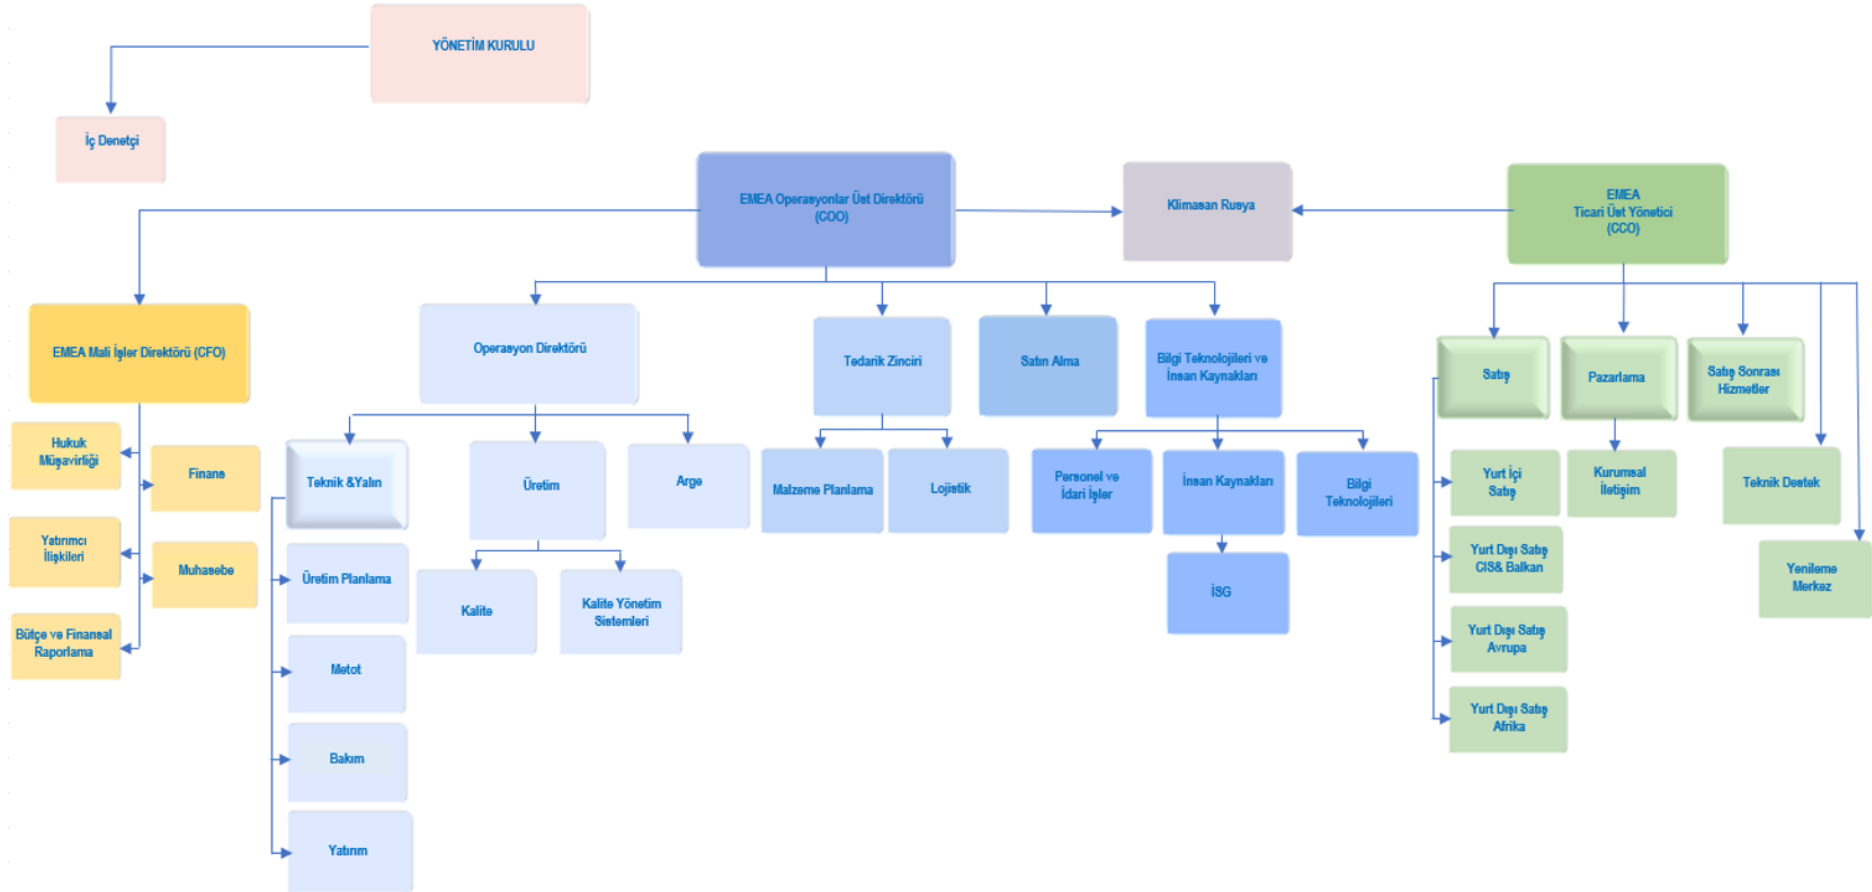 YÖNETİM KURULU
İç Denetçi
EMEA Operasyonlar Üst Direktörü
(COO)
Klimasan Rusya
EMEA
Ticari Üst Yönetici
(CCO)
EMEA Mali İşler Direktörü (CFO)
Operasyon Direktörü
Tedarik Zinciri
Satın Alma
Bilgi Teknolojileri ve
İnsan Kaynakları
Satış
Pazarlama
Satış Sonrası
Hizmetler
Hukuk
Müşavirliği
Finans
Yatırımcı
İlişkileri
Muhasebe
Bütçe ve Finansal
Raporlama
Teknik &Yalın
Üretim
Arge
Üretim Planlama
Metot
Bakım
Yatırım
Kalite
Kalite Yönetim
Sistemleri
Malzeme Planlama
Lojistik
Personel ve
İdari İşler
İnsan Kaynakları
Bilgi
Teknolojileri
İSG
Yurt İçi
Satış
Yurt Dışı Satış
CIS& Balkan
Yurt Dışı Satış
Avrupa
Yurt Dışı Satış
Afrika
Kurumsal
İletişim
Teknik Destek
Yenileme
Merkez